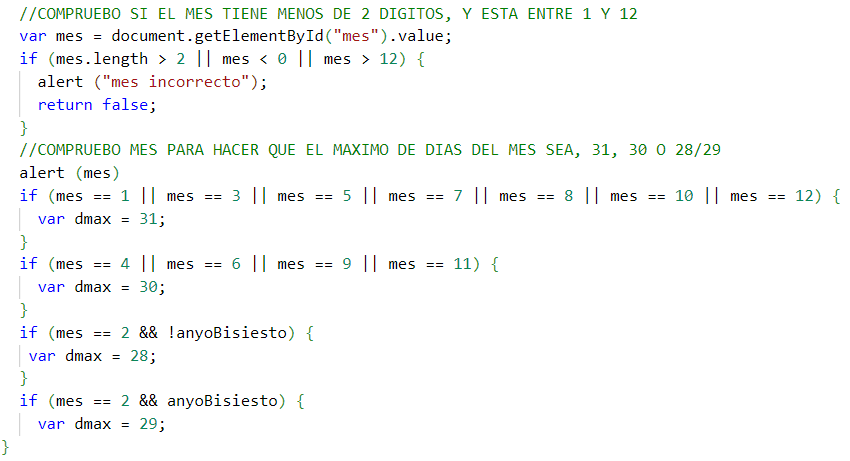 //COMPRUEBO SI EL MES TIENE MENOS DE 2 DIGITOS, Y ESTA ENTRE 1 Y 12
var mes = document.getElementById("mes").value;
if (mes.length > 2 || mes < 0 || mes > 12) {
alert ("mes incorrecto");
return false;
}
//COMPRUEBO MES PARA HACER QUE EL MAXIMO DE DIAS DEL MES SEA, 31, 30 O 28/29
alert (mes)
if (mes == 1 || mes == 3 || mes == 5 || mes == 7 || mes == 8 || mes == 10 || mes == 12) {
var dmax = 31;
}
if (mes == 4 || mes == 6 || mes == 9 || mes == 11) {
var dmax = 30;
}
if (mes == 2 && !anyoBisiesto) {
var dmax = 28;
}
if (mes == 2 && anyoBisiesto) {
var dmax = 29;
}